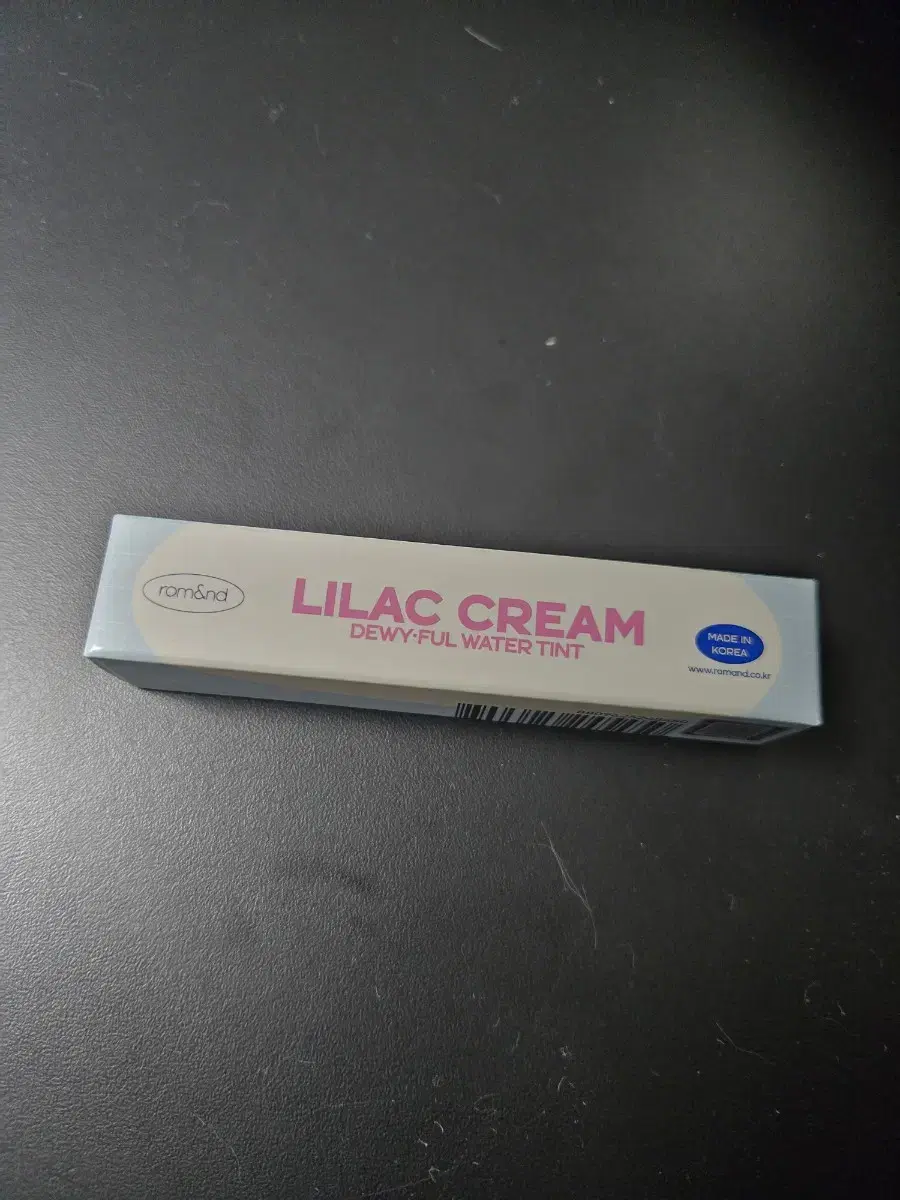 rom&nd
LILAC CREAM
DEWY·FUL WATER TINT
MADE IN
KOREA
www.romand.co.kr